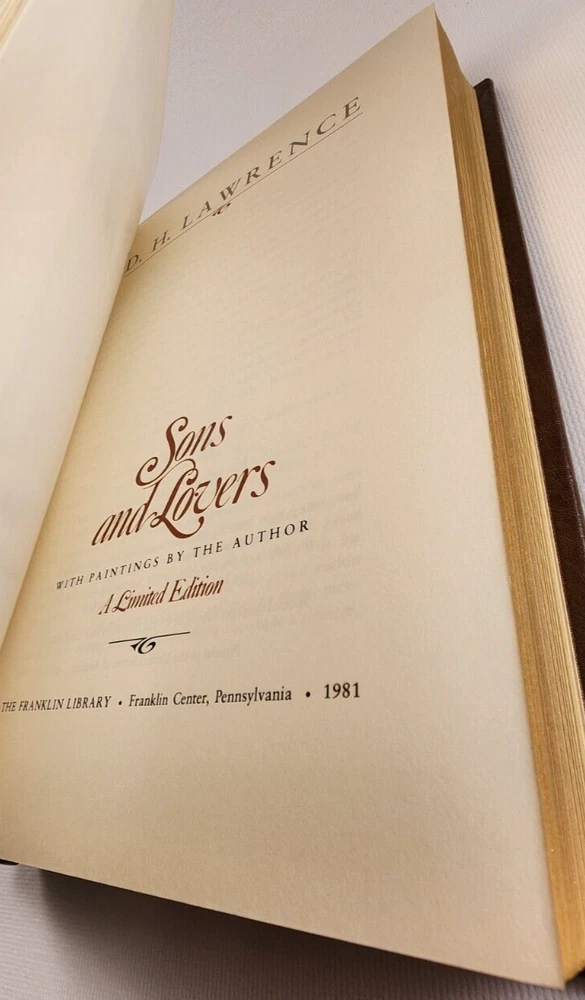 D. H. LAWRENCE
Sons
and Lovers
WITH PAINTINGS BY THE AUTHOR
A Limited Edition
THE FRANKLIN LIBRARY • Franklin Center, Pennsylvania • 1981